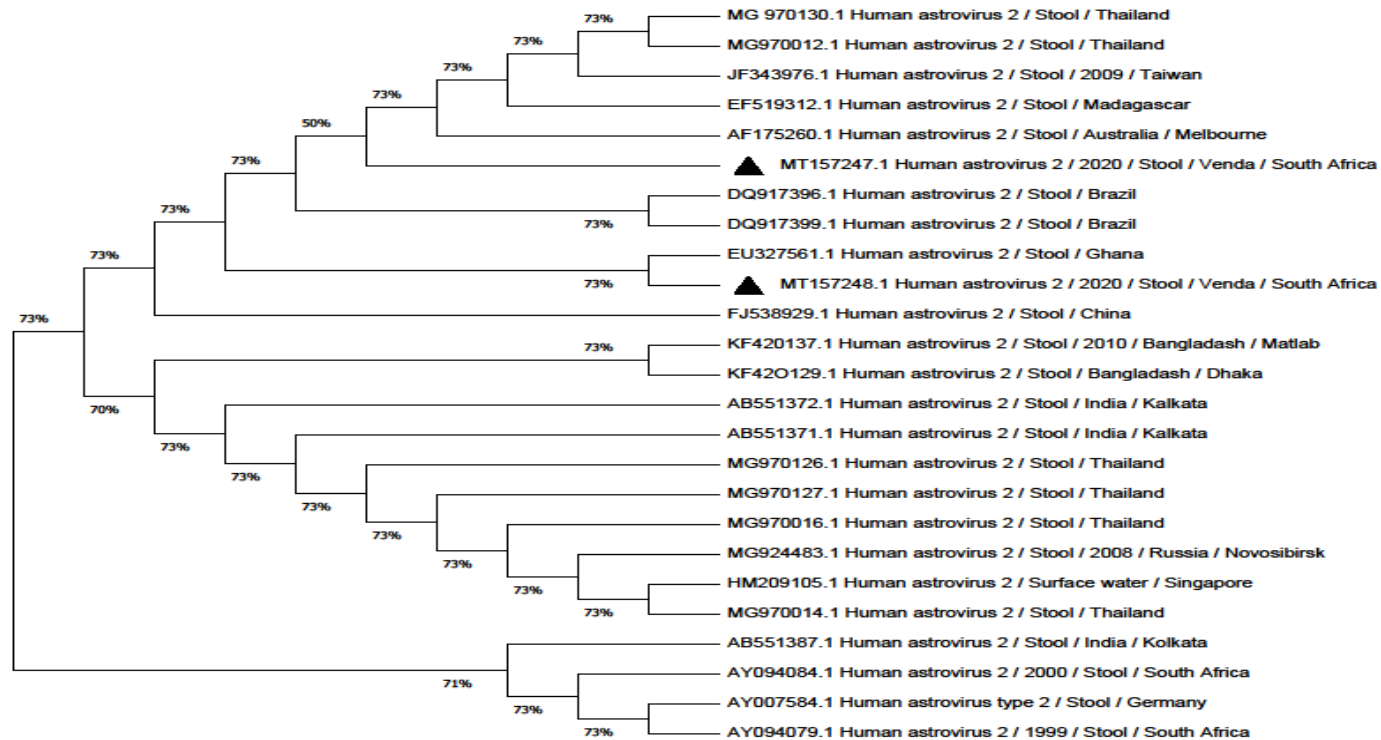 73%
MG 970130.1 Human astrovirus 2 / Stool / Thailand
73%
MG970012.1 Human astrovirus 2 / Stool / Thailand
73%
JF343976.1 Human astrovirus 2 / Stool / 2009 / Taiwan
73%
EF519312.1 Human astrovirus 2 / Stool / Madagascar
50%
AF175260.1 Human astrovirus 2 / Stool / Australia / Melbourne
73%
MT157247.1 Human astrovirus 2 / 2020 / Stool / Venda / South Africa
DQ917396.1 Human astrovirus 2 / Stool / Brazil
73%
73%
DQ917399.1 Human astrovirus 2 / Stool / Brazil
73%
EU327561.1 Human astrovirus 2 / Stool / Ghana
73%
MT157248.1 Human astrovirus 2 / 2020 / Stool / Venda / South Africa
73%
FJ538929.1 Human astrovirus 2 / Stool / China
73%
KF420137.1 Human astrovirus 2 / Stool / 2010 / Bangladash / Matlab
KF42O129.1 Human astrovirus 2 / Stool / Bangladash / Dhaka
70%
AB551372.1 Human astrovirus 2 / Stool / India / Kalkata
73%
AB551371.1 Human astrovirus 2 / Stool / India / Kalkata
73%
MG970126.1 Human astrovirus 2 / Stool / Thailand
73%
MG970127.1 Human astrovirus 2 / Stool / Thailand
73%
MG970016.1 Human astrovirus 2 / Stool / Thailand
73%
MG924483.1 Human astrovirus 2 / Stool / 2008 / Russia / Novosibirsk
HM209105.1 Human astrovirus 2 / Surface water / Singapore
73%
73%
MG970014.1 Human astrovirus 2 / Stool / Thailand
AB551387.1 Human astrovirus 2 / Stool / India / Kolkata
AY094084.1 Human astrovirus 2 / 2000 / Stool / South Africa
71%
AY007584.1 Human astrovirus type 2 / Stool / Germany
73%
AY094079.1 Human astrovirus 2 / 1999 / Stool / South Africa
73%